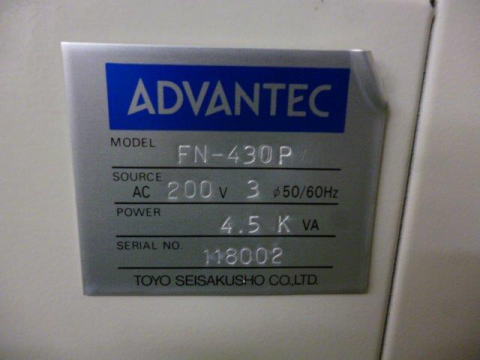 ADVANTEC
MODEL FN-430P
SOURCE AC 200 V 3 ø 50/60Hz
POWER 4.5 K VA
SERIAL NO. 118002
TOYO SEISAKUSHO CO.,LTD.